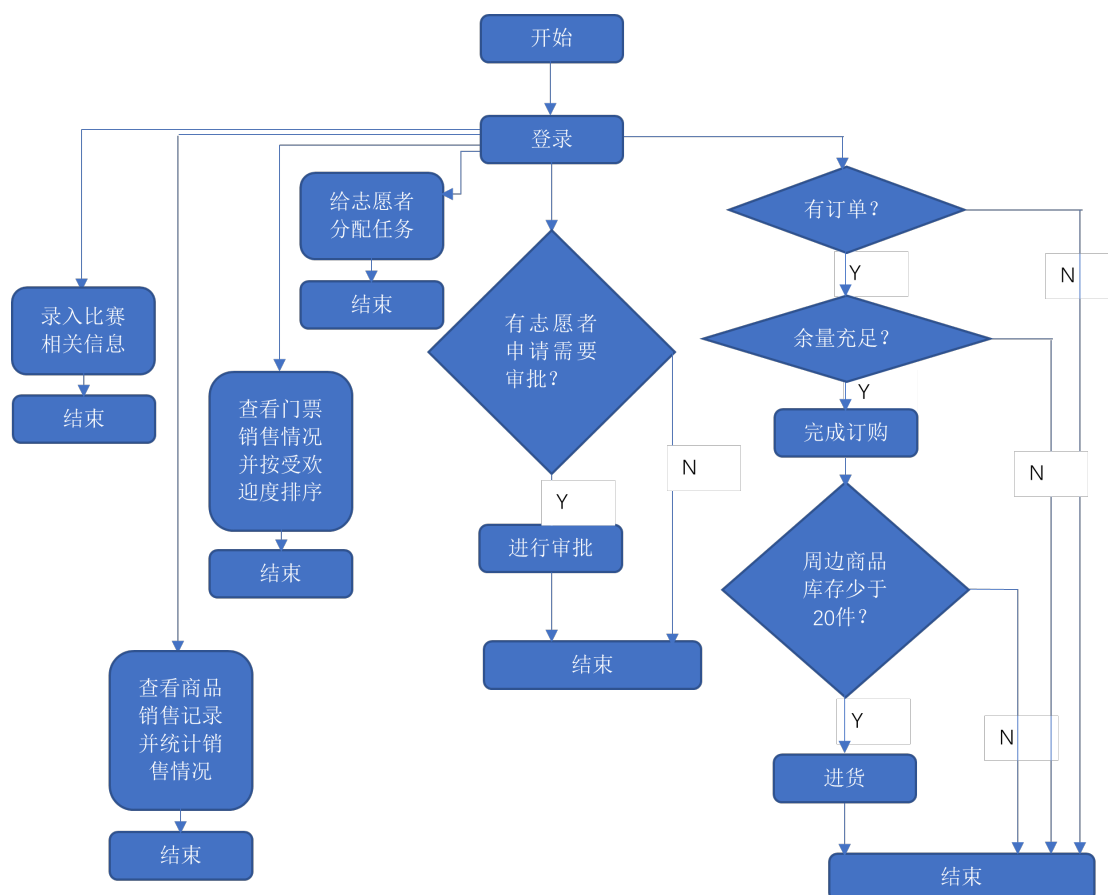 开始
登录
给志愿者
分配任务
结束
有订单？
Y
N
录入比赛
相关信息
结束
有志愿者
申请需要
审批？
余量充足？
Y
N
查看门票
销售情况
并按受欢
迎度排序
结束
完成订购
N
Y
进行审批
结束
周边商品
库存少于
20件？
Y
N
查看商品
销售记录
并统计销
售情况
结束
进货
结束